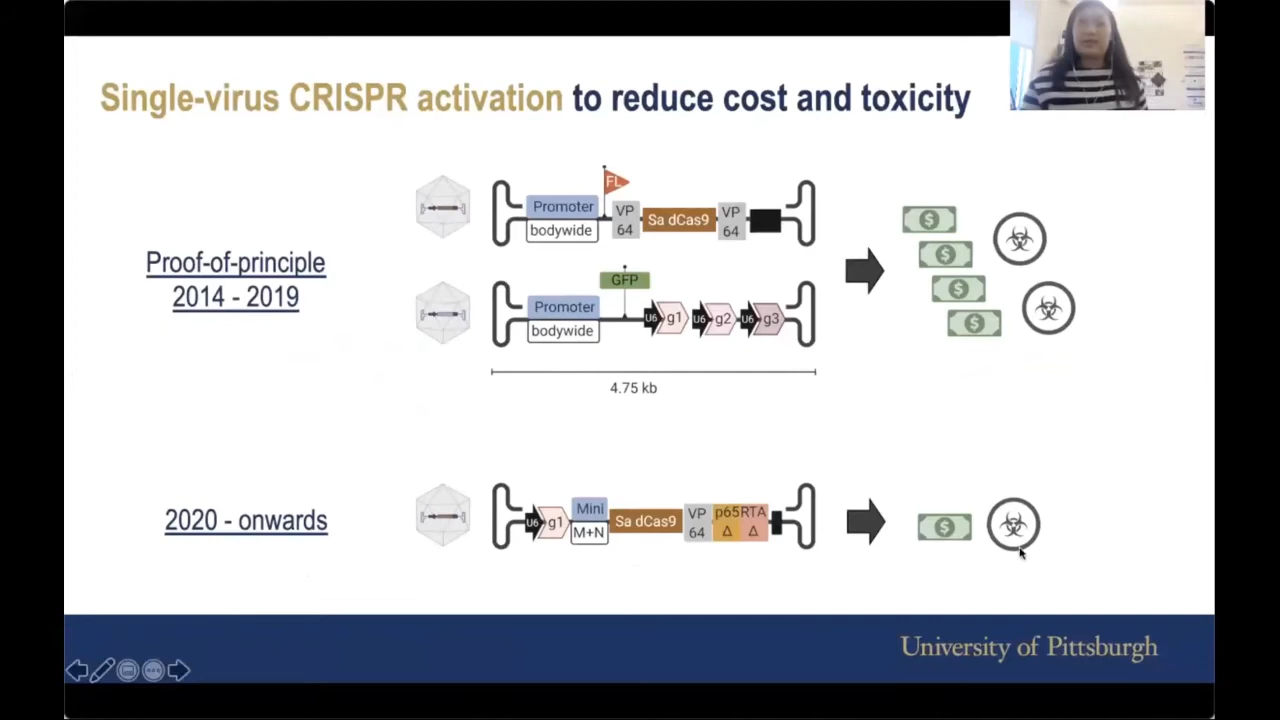 Single-virus CRISPR activation to reduce cost and toxicity
Proof-of-principle
2014 - 2019
FL
Promoter
bodywide
VP
64
Sa dCas9
VP
64
GFP
Promoter
bodywide
U6
g1
U6
g2
U6
g3
4.75 kb
$
$
$
$
2020 - onwards
U6
g1
Mini
M+N
Sa dCas9
VP
64
p65
Δ
RTA
Δ
$
University of Pittsburgh